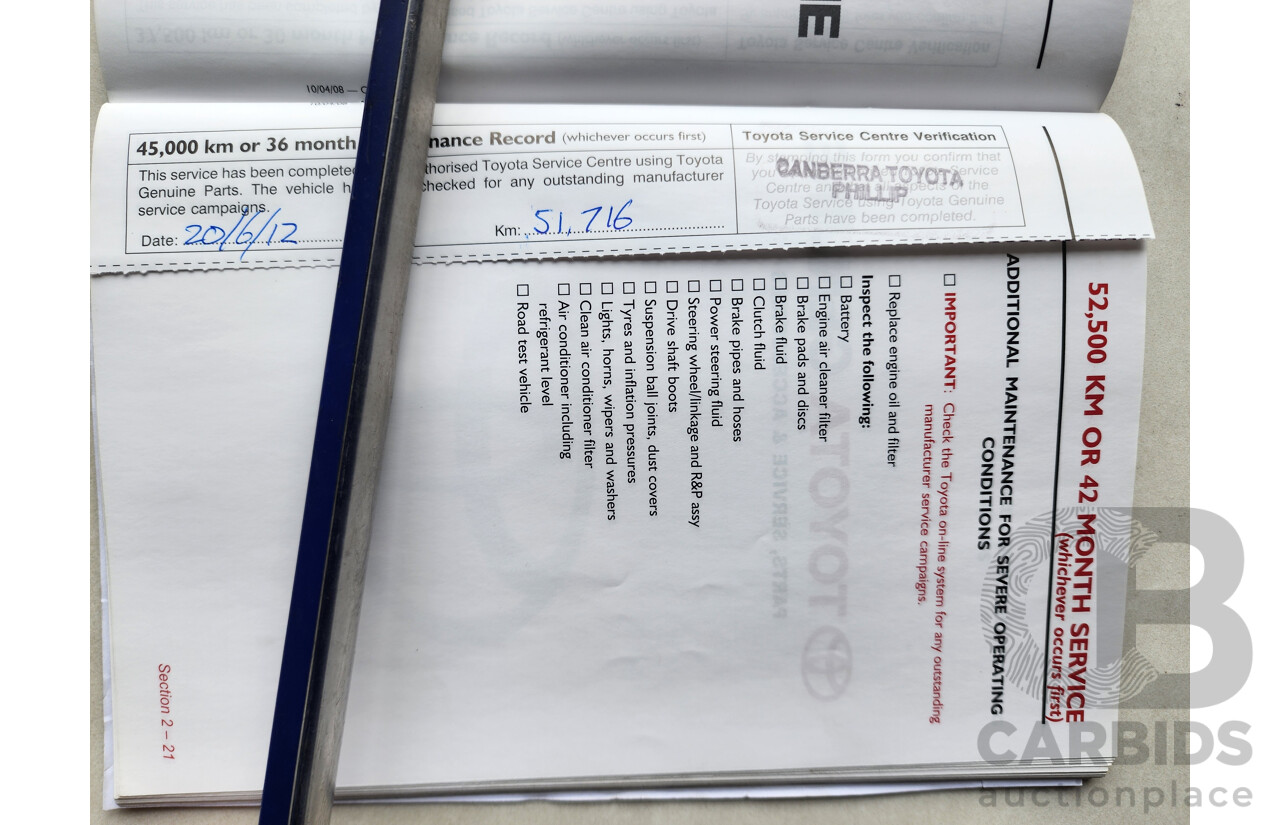 NE
10/04/08 — C
45,000 km or 36 month nance Record (whichever occurs first)
This service has been complete thorised Toyota Service Centre using Toyota
Genuine Parts. The vehicle h checked for any outstanding manufacturer
service campaigns.
Date: 20/6/12 Km: 51,716
Toyota Service Centre Verification
By stamping this form you confirm that
you Service
Centre and all aspects of the
Toyota Service using Toyota Genuine
Parts have been completed.
CANBERRA TOYOTA
PHILLIP
52,500 KM OR 42 MONTH SERVICE
(whichever occurs first)
ADDITIONAL MAINTENANCE FOR SEVERE OPERATING
CONDITIONS
☐ IMPORTANT: Check the Toyota on-line system for any outstanding
manufacturer service campaigns.
☐ Replace engine oil and filter
Inspect the following:
☐ Battery
☐ Engine air cleaner filter
☐ Brake pads and discs
☐ Brake fluid
☐ Clutch fluid
☐ Brake pipes and hoses
☐ Power steering fluid
☐ Steering wheel/linkage and R&P assy
☐ Drive shaft boots
☐ Suspension ball joints, dust covers
☐ Tyres and inflation pressures
☐ Lights, horns, wipers and washers
☐ Clean air conditioner filter
☐ Air conditioner including
refrigerant level
☐ Road test vehicle
Section 2 – 21
CB
CARBIDS
auctionplace